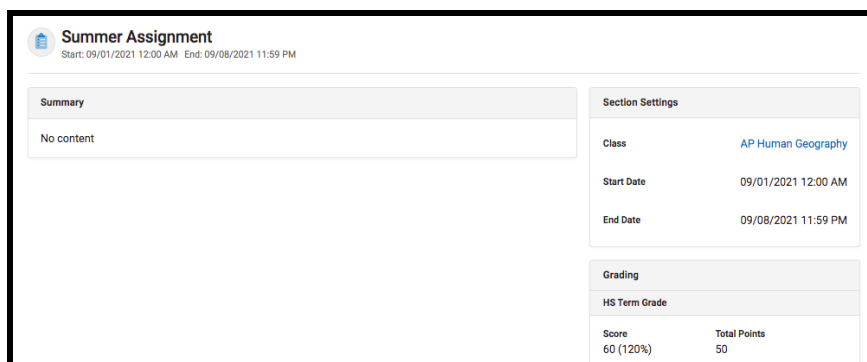 Summer Assignment
Start: 09/01/2021 12:00 AM End: 09/08/2021 11:59 PM
Summary
No content
Section Settings
Class AP Human Geography
Start Date 09/01/2021 12:00 AM
End Date 09/08/2021 11:59 PM
Grading
HS Term Grade
Score Total Points
60 (120%) 50